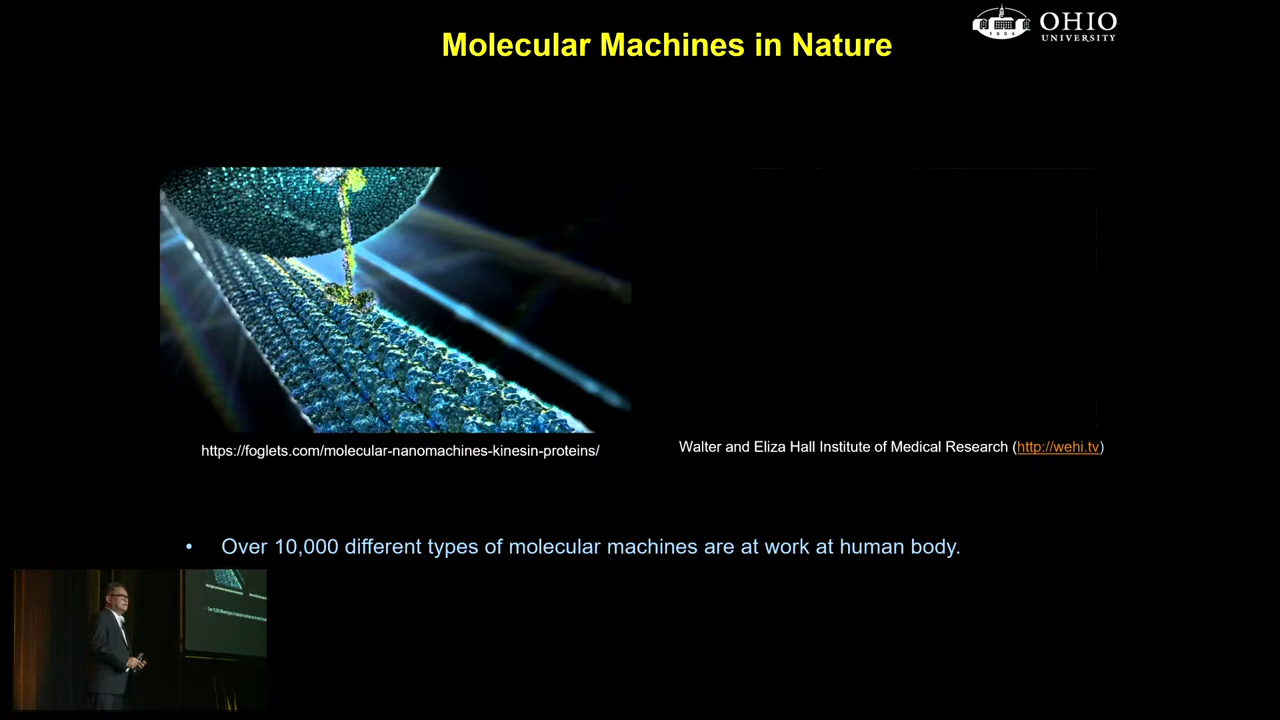 Molecular Machines in Nature
OHIO
UNIVERSITY
1804
https://foglets.com/molecular-nanomachines-kinesin-proteins/
Walter and Eliza Hall Institute of Medical Research (http://wehi.tv)
• Over 10,000 different types of molecular machines are at work at human body.